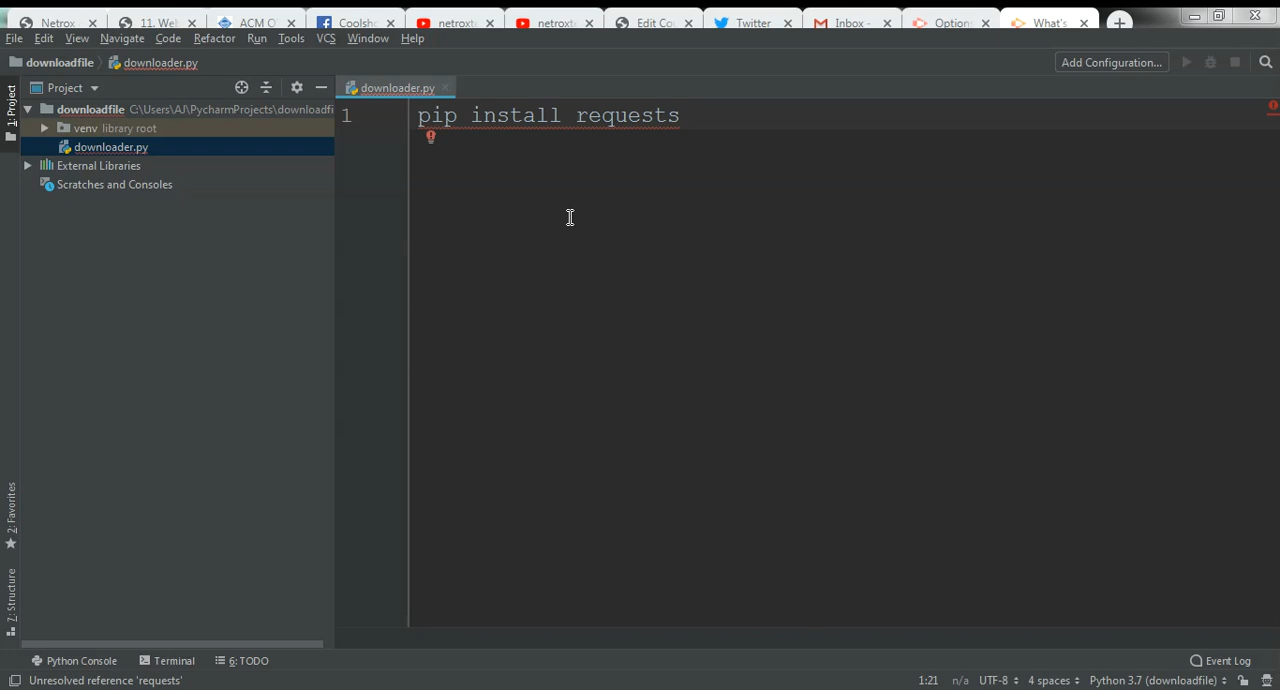 Netrox
11. We
ACM O
Coolsh
netroxt
netroxt
Edit Co
Twitter
Inbox -
Option
What's
File Edit View Navigate Code Refactor Run Tools VCS Window Help
downloadfile downloader.py
Add Configuration...
1: Project
Project
downloader.py
downloadfile C:\Users\AJ\PycharmProjects\downloadfi
1 pip install requests
venv library root
downloader.py
External Libraries
Scratches and Consoles
2: Favorites
7: Structure
Python Console Terminal 6: TODO
Event Log
Unresolved reference 'requests'
1:21 n/a UTF-8 4 spaces Python 3.7 (downloadfile)